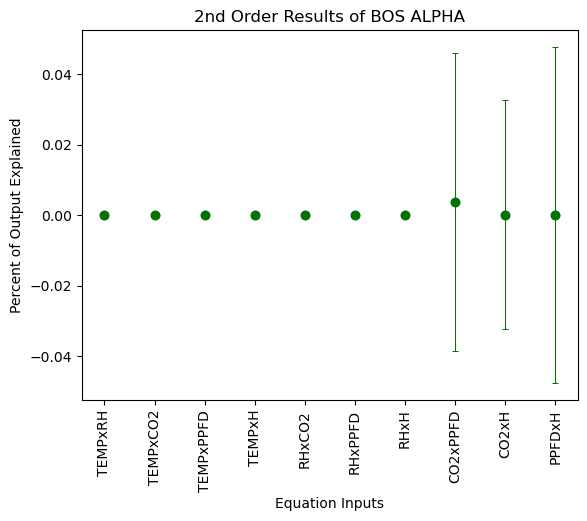 2nd Order Results of BOS ALPHA
Percent of Output Explained
0.04
0.02
0.00
−0.02
−0.04
TEMPxRH
TEMPxCO2
TEMPxPPFD
TEMPxH
RHxCO2
RHxPPFD
RHxH
CO2xPPFD
CO2xH
PPFDxH
Equation Inputs